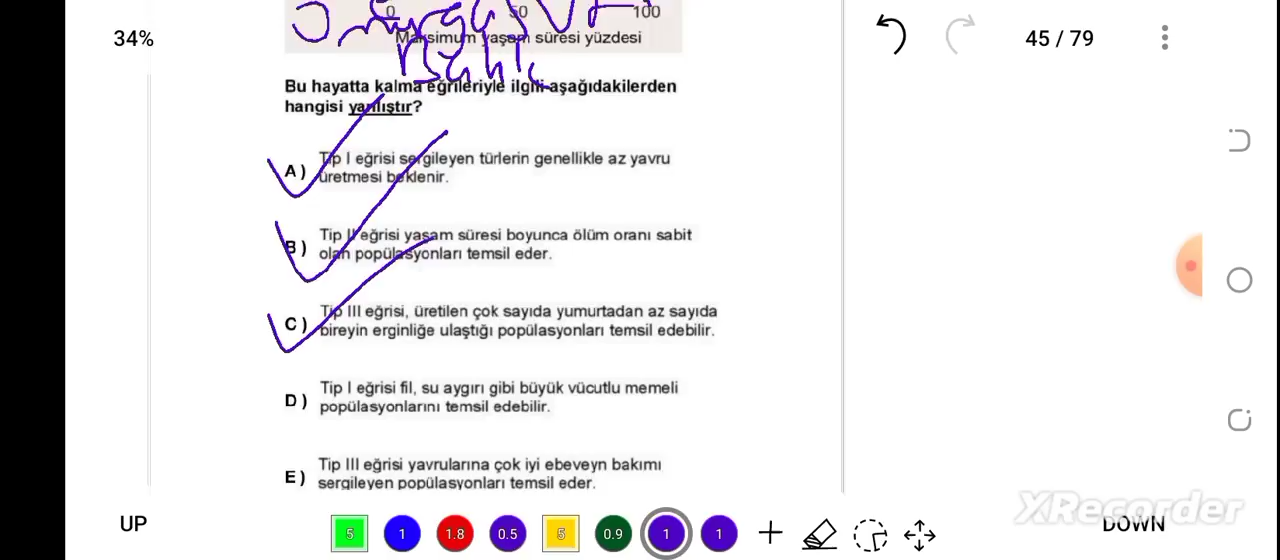 34%
45 / 79
0 50 100
Maksimum yaşam süresi yüzdesi
Bu hayatta kalma eğrileriyle ilgili aşağıdakilerden
hangisi yanlıştır?
A) Tip I eğrisi sergileyen türlerin genellikle az yavru
üretmesi beklenir.
B) Tip II eğrisi yaşam süresi boyunca ölüm oranı sabit
olan popülasyonları temsil eder.
C) Tip III eğrisi, üretilen çok sayıda yumurtadan az sayıda
bireyin erginliğe ulaştığı popülasyonları temsil edebilir.
D) Tip I eğrisi fil, su aygırı gibi büyük vücutlu memeli
popülasyonlarını temsil edebilir.
E) Tip III eğrisi yavrularına çok iyi ebeveyn bakımı
sergileyen popülasyonları temsil eder.
UP
5 1 1.8 0.5 5 0.9 1 1
DOWN
XRecorder